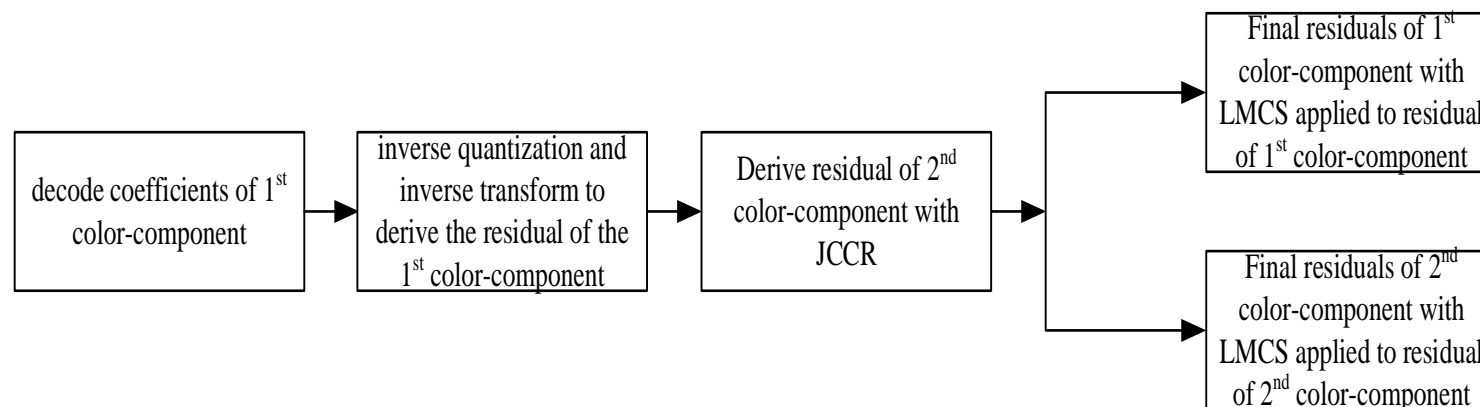 decode coefficients of 1st
color-component
inverse quantization and
inverse transform to
derive the residual of the
1st color-component
Derive residual of 2nd
color-component with
JCCR
Final residuals of 1st
color-component with
LMCS applied to residual
of 1st color-component
Final residuals of 2nd
color-component with
LMCS applied to residual
of 2nd color-component